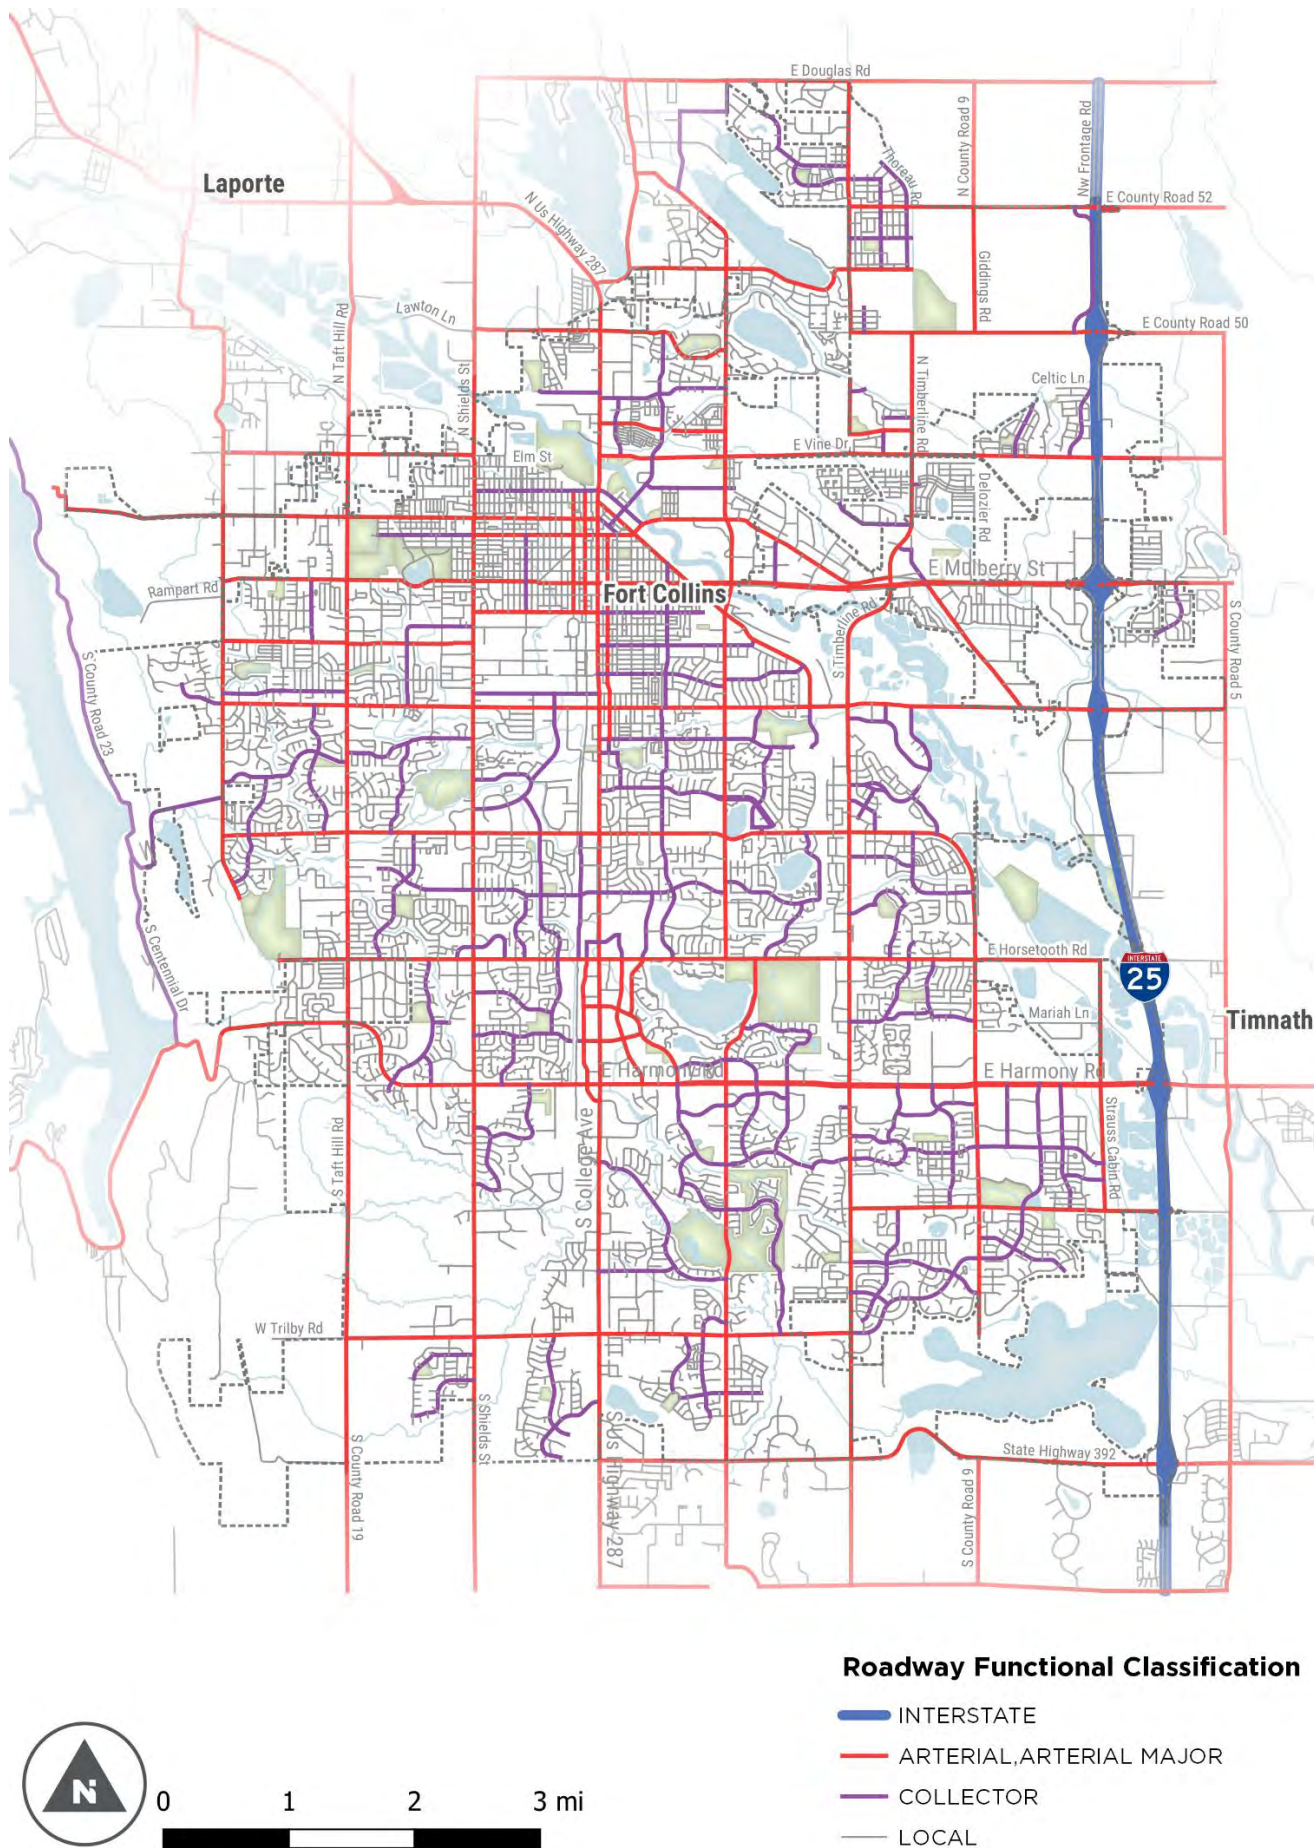 E Douglas Rd
N County Road 9
Nw Frontage Rd
Thoreau Rd
Laporte
E County Road 52
N Us Highway 287
Giddings Rd
N Taft Hill Rd
Lawton Ln
E County Road 50
N Shields St
N Timberline Rd
Celtic Ln
E Vine Dr
Elm St
Delozier Rd
E Mulberry St
Rampart Rd
Fort Collins
S Timberline Rd
S County Road 5
S County Road 23
S Centennial Dr
E Horsetooth Rd
INTERSTATE
25
Mariah Ln
Timnath
E Harmony Rd
E Harmony Rd
S Taft Hill Rd
S College Ave
Strauss Cabin Rd
W Trilby Rd
S Shields St
S County Road 19
S Us Highway 287
State Highway 392
S County Road 9
Roadway Functional Classification
INTERSTATE
ARTERIAL,ARTERIAL MAJOR
COLLECTOR
LOCAL
N
0 1 2 3 mi